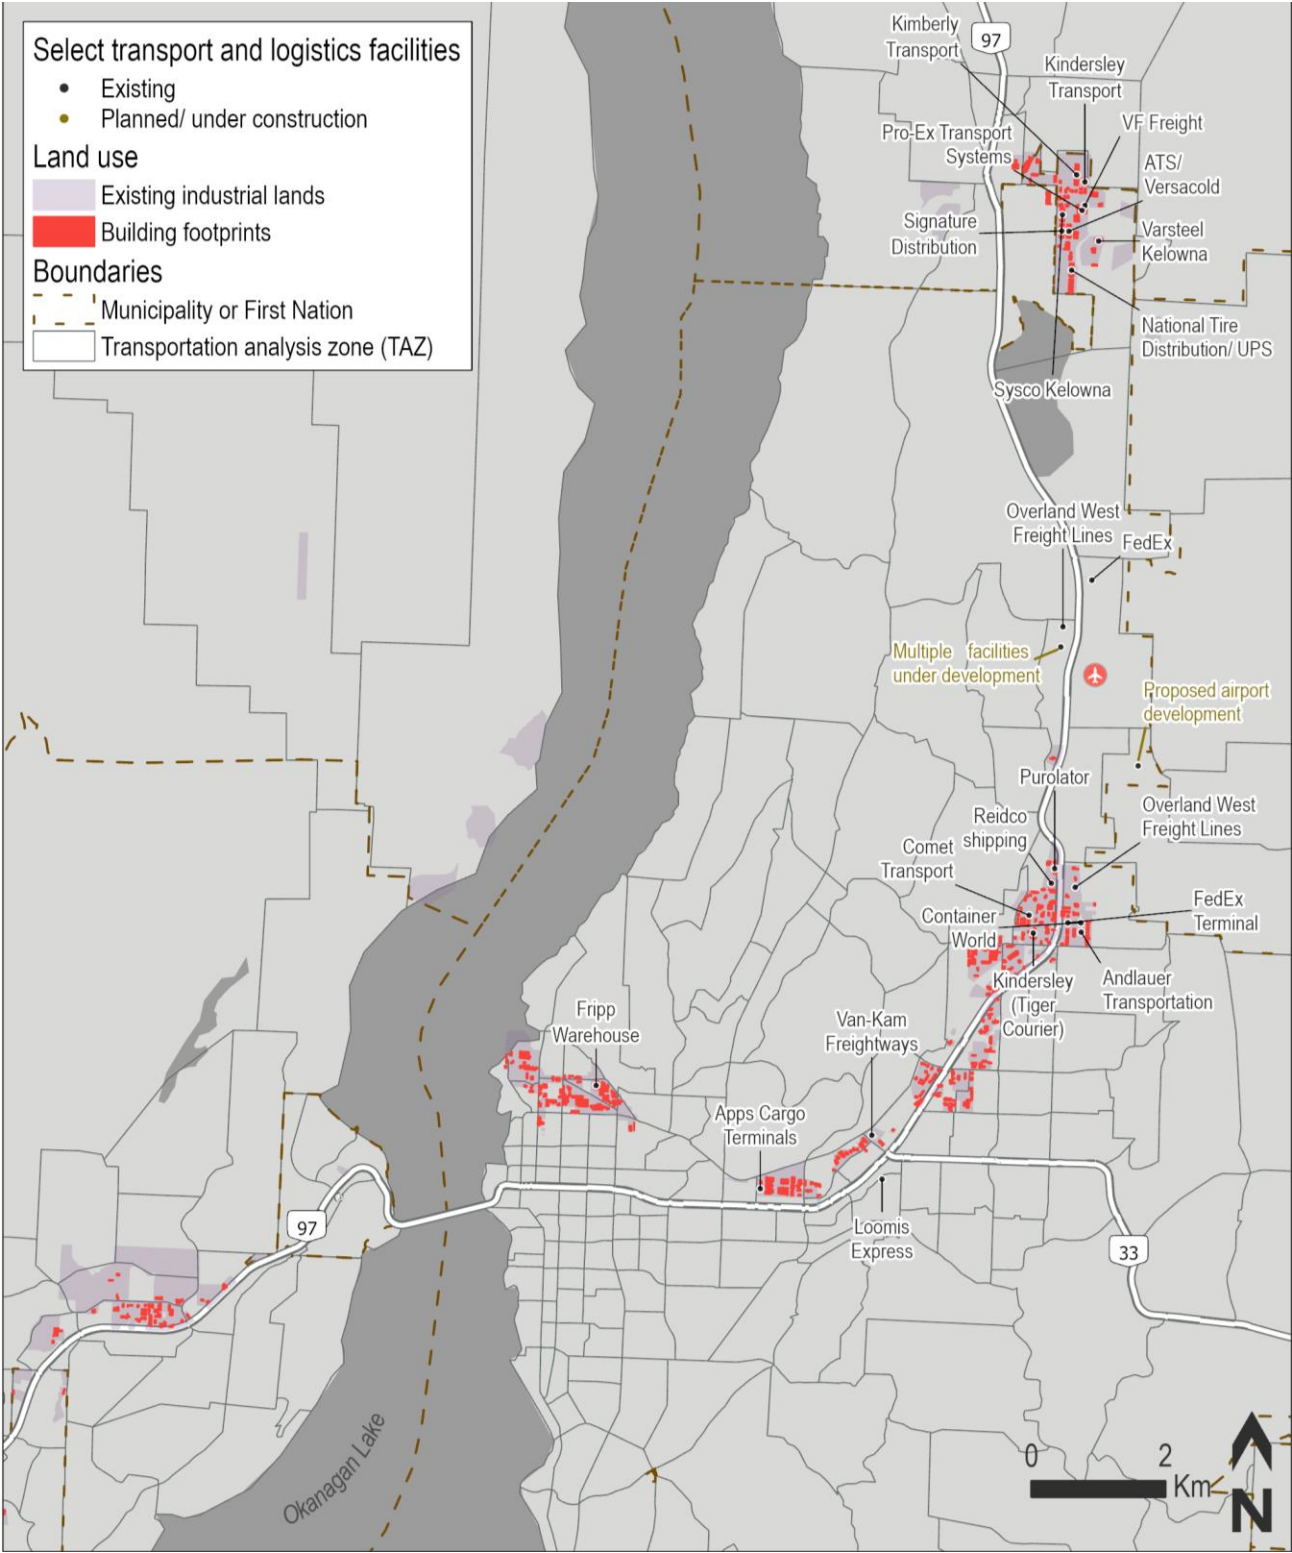 Select transport and logistics facilities
Existing
Planned/ under construction
Land use
Existing industrial lands
Building footprints
Boundaries
Municipality or First Nation
Transportation analysis zone (TAZ)
Kimberly
Transport
97
Kindersley
Transport
VF Freight
Pro-Ex Transport
Systems
ATS/
Versacold
Signature
Distribution
Varsteel
Kelowna
National Tire
Distribution/ UPS
Sysco Kelowna
Overland West
Freight Lines
FedEx
Multiple facilities
under development
Proposed airport
development
Purolator
Reidco
shipping
Overland West
Freight Lines
Comet
Transport
Container
World
FedEx
Terminal
Kindersley
(Tiger
Courier)
Andlauer
Transportation
Fripp
Warehouse
Van-Kam
Freightways
Apps Cargo
Terminals
Loomis
Express
97
33
Okanagan Lake
0 2
Km
N